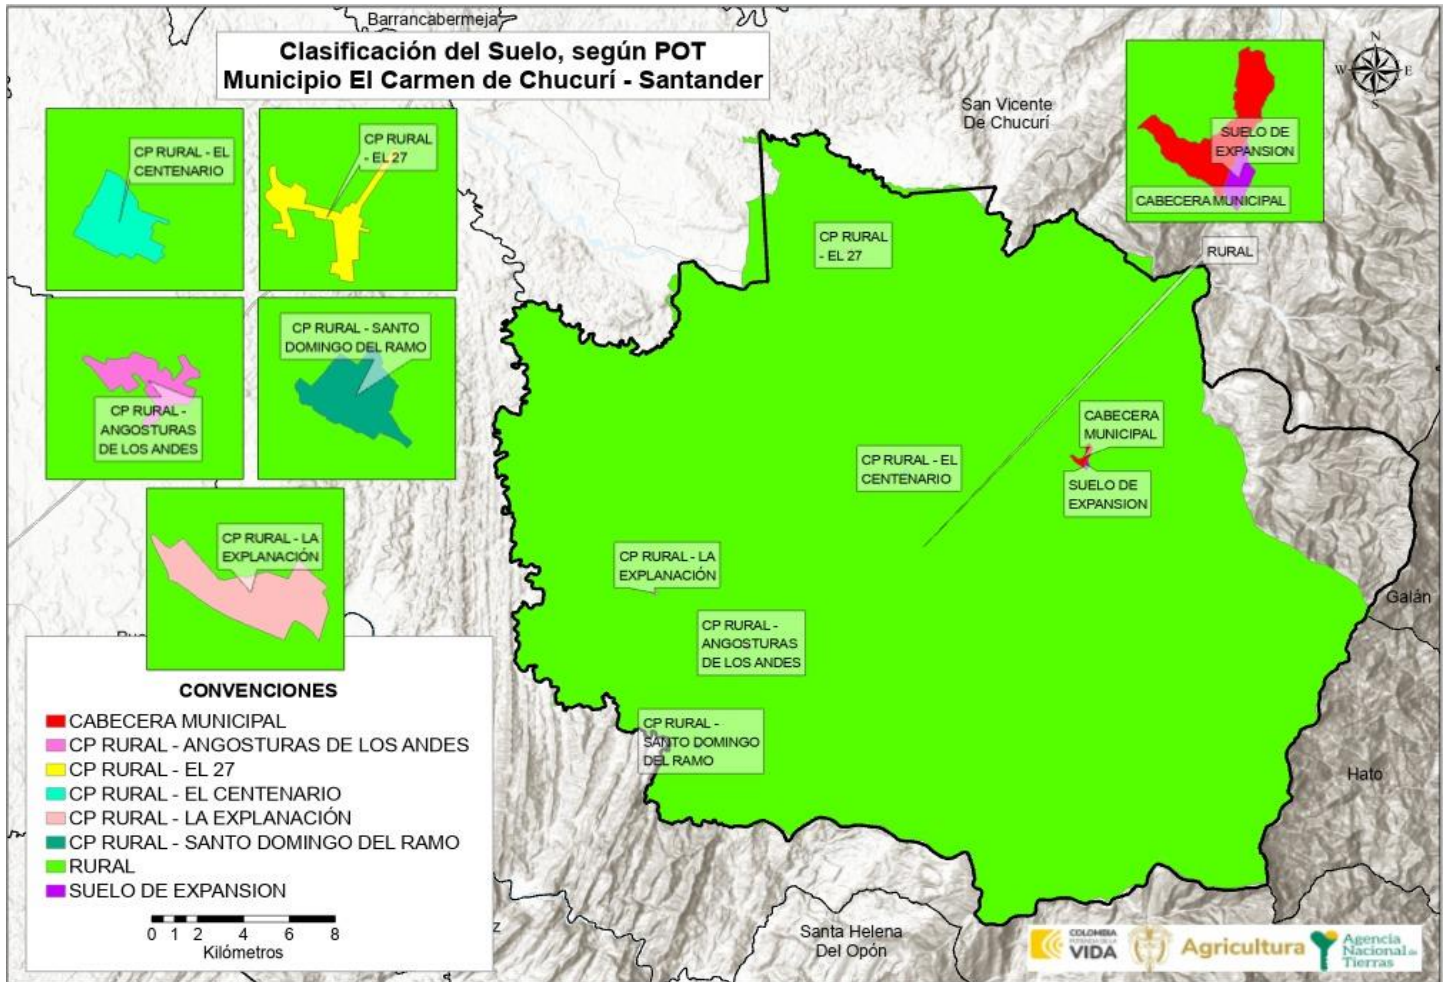 Barrancabermeja
Clasificación del Suelo, según POT
Municipio El Carmen de Chucurí - Santander
N
W
E
S
San Vicente
De Chucurí
SUELO DE
EXPANSION
CABECERA MUNICIPAL
CP RURAL - EL
CENTENARIO
CP RURAL
- EL 27
CP RURAL
- EL 27
RURAL
CP RURAL - SANTO
DOMINGO DEL RAMO
CP RURAL -
ANGOSTURAS
DE LOS ANDES
CABECERA
MUNICIPAL
CP RURAL - EL
CENTENARIO
SUELO DE
EXPANSION
CP RURAL - LA
EXPLANACIÓN
CP RURAL - LA
EXPLANACIÓN
Galán
CP RURAL -
ANGOSTURAS
DE LOS ANDES
CP RURAL -
SANTO DOMINGO
DEL RAMO
Hato
CONVENCIONES
CABECERA MUNICIPAL
CP RURAL - ANGOSTURAS DE LOS ANDES
CP RURAL - EL 27
CP RURAL - EL CENTENARIO
CP RURAL - LA EXPLANACIÓN
CP RURAL - SANTO DOMINGO DEL RAMO
RURAL
SUELO DE EXPANSION
0 1 2 4 6 8
Kilómetros
z
Santa Helena
Del Opón
COLOMBIA
POTENCIA DE LA
VIDA
Agricultura
Agencia
Nacional de
Tierras